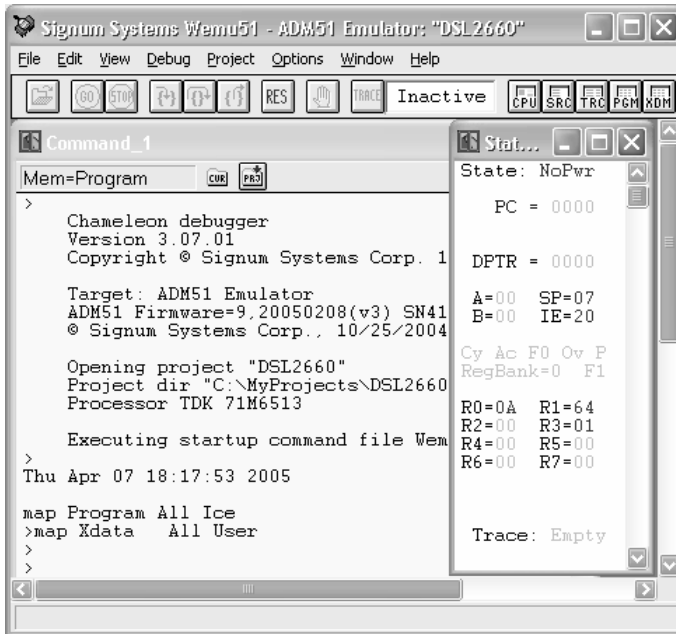 Signum Systems Wemu51 - ADM51 Emulator: "DSL2660"
File Edit View Debug Project Options Window Help
GO STOP RES TRACE Inactive CPU SRC TRC PGM XDM
Command_1
Mem=Program CUR PRJ
>
Chameleon debugger
Version 3.07.01
Copyright © Signum Systems Corp. 1
Target: ADM51 Emulator
ADM51 Firmware=9,20050208(v3) SN41
© Signum Systems Corp., 10/25/2004
Opening project "DSL2660"
Project dir "C:\MyProjects\DSL2660
Processor TDK 71M6513
Executing startup command file Wem
>
Thu Apr 07 18:17:53 2005
map Program All Ice
>map Xdata All User
>
>
Stat...
State: NoPwr
PC = 0000
DPTR = 0000
A=00 SP=07
B=00 IE=20
Cy Ac F0 Ov P
RegBank=0 F1
R0=0A R1=64
R2=00 R3=01
R4=00 R5=00
R6=00 R7=00
Trace: Empty